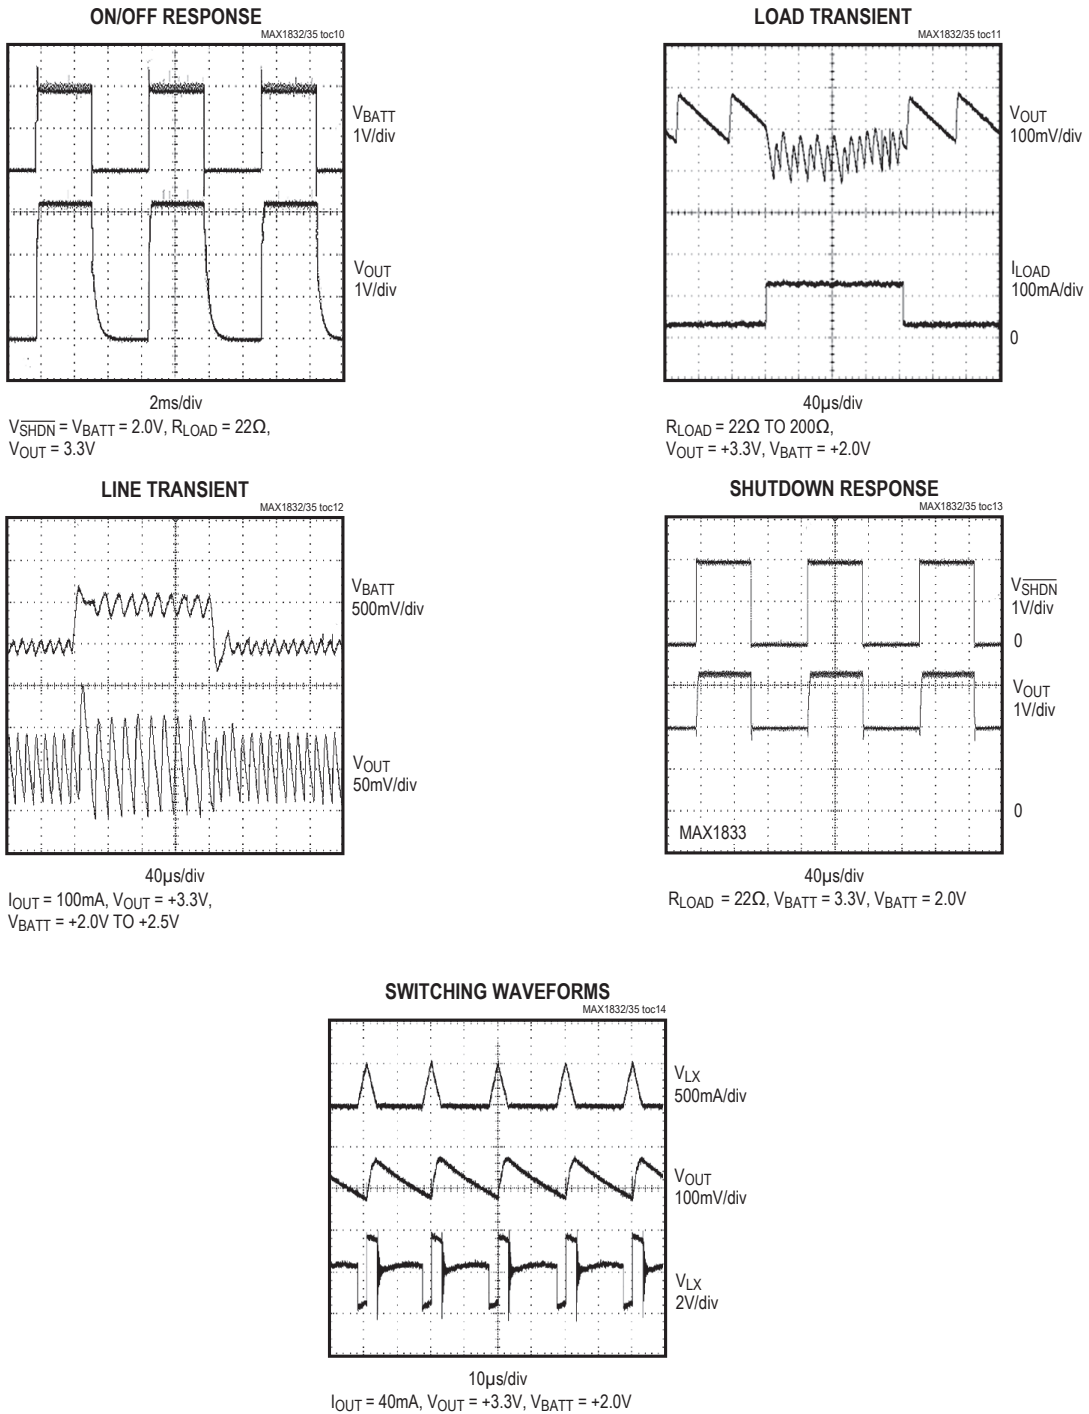 ON/OFF RESPONSE
MAX1832/35 toc10
VBATT
1V/div
VOUT
1V/div
2ms/div
VSHDN = VBATT = 2.0V, RLOAD = 22Ω,
VOUT = 3.3V
LOAD TRANSIENT
MAX1832/35 toc11
VOUT
100mV/div
ILOAD
100mA/div
0
40µs/div
RLOAD = 22Ω TO 200Ω,
VOUT = +3.3V, VBATT = +2.0V
LINE TRANSIENT
MAX1832/35 toc12
VBATT
500mV/div
VOUT
50mV/div
40µs/div
IOUT = 100mA, VOUT = +3.3V,
VBATT = +2.0V TO +2.5V
SHUTDOWN RESPONSE
MAX1832/35 toc13
VSHDN
1V/div
0
VOUT
1V/div
0
MAX1833
40µs/div
RLOAD = 22Ω, VBATT = 3.3V, VBATT = 2.0V
SWITCHING WAVEFORMS
MAX1832/35 toc14
VLX
500mA/div
VOUT
100mV/div
VLX
2V/div
10µs/div
IOUT = 40mA, VOUT = +3.3V, VBATT = +2.0V